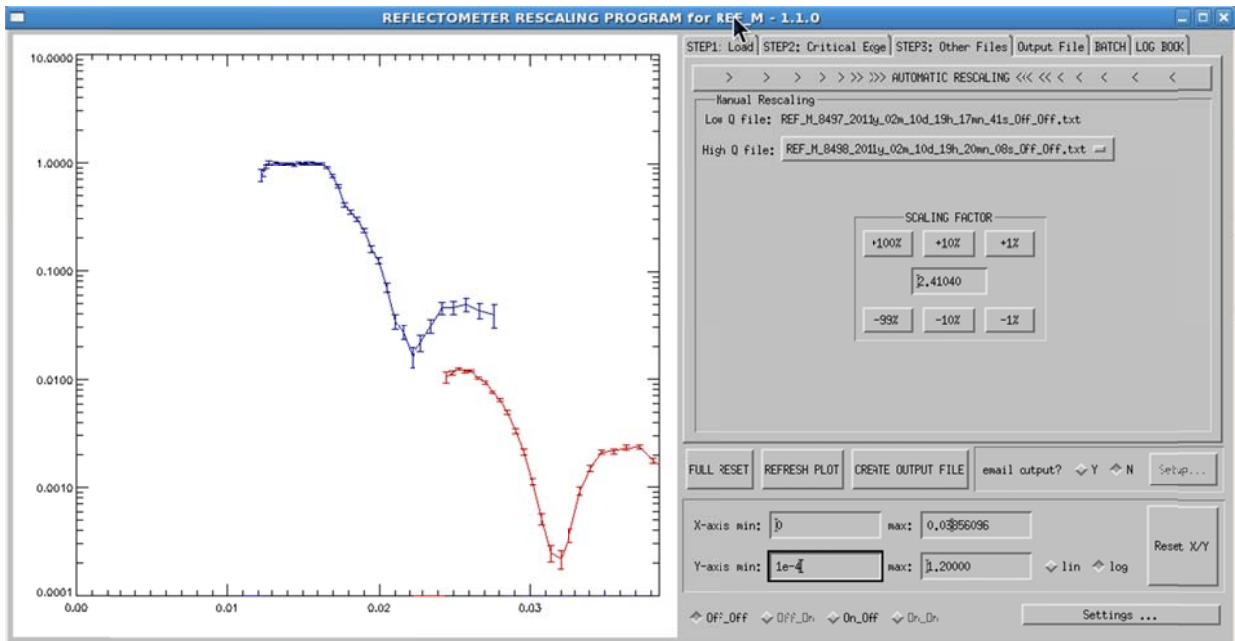 REFLECTOMETER RESCALING PROGRAM for REF_M - 1.1.0
STEP1: Load STEP2: Critical Edge STEP3: Other Files Output File BATCH LOG BOOK
> > > > > >> >>> AUTOMATIC RESCALING <<< << < < < < <
Manual Rescaling
Low Q file: REF_M_8497_2011y_02m_10d_19h_17mn_41s_Off_Off.txt
High Q file: REF_M_8498_2011y_02m_10d_19h_20mn_08s_Off_Off.txt
SCALING FACTOR
+100% +10% +1%
2.41040
-99% -10% -1%
10.0000
1.0000
0.1000
0.0100
0.0010
0.0001
0.00 0.01 0.02 0.03
FULL RESET REFRESH PLOT CREATE OUTPUT FILE email output? Y N Setup...
X-axis min: 0 max: 0.03856096
Y-axis min: 1e-4 max: 1.20000 lin log
Reset X/Y
Off_Off Off_On On_Off On_On Settings ...